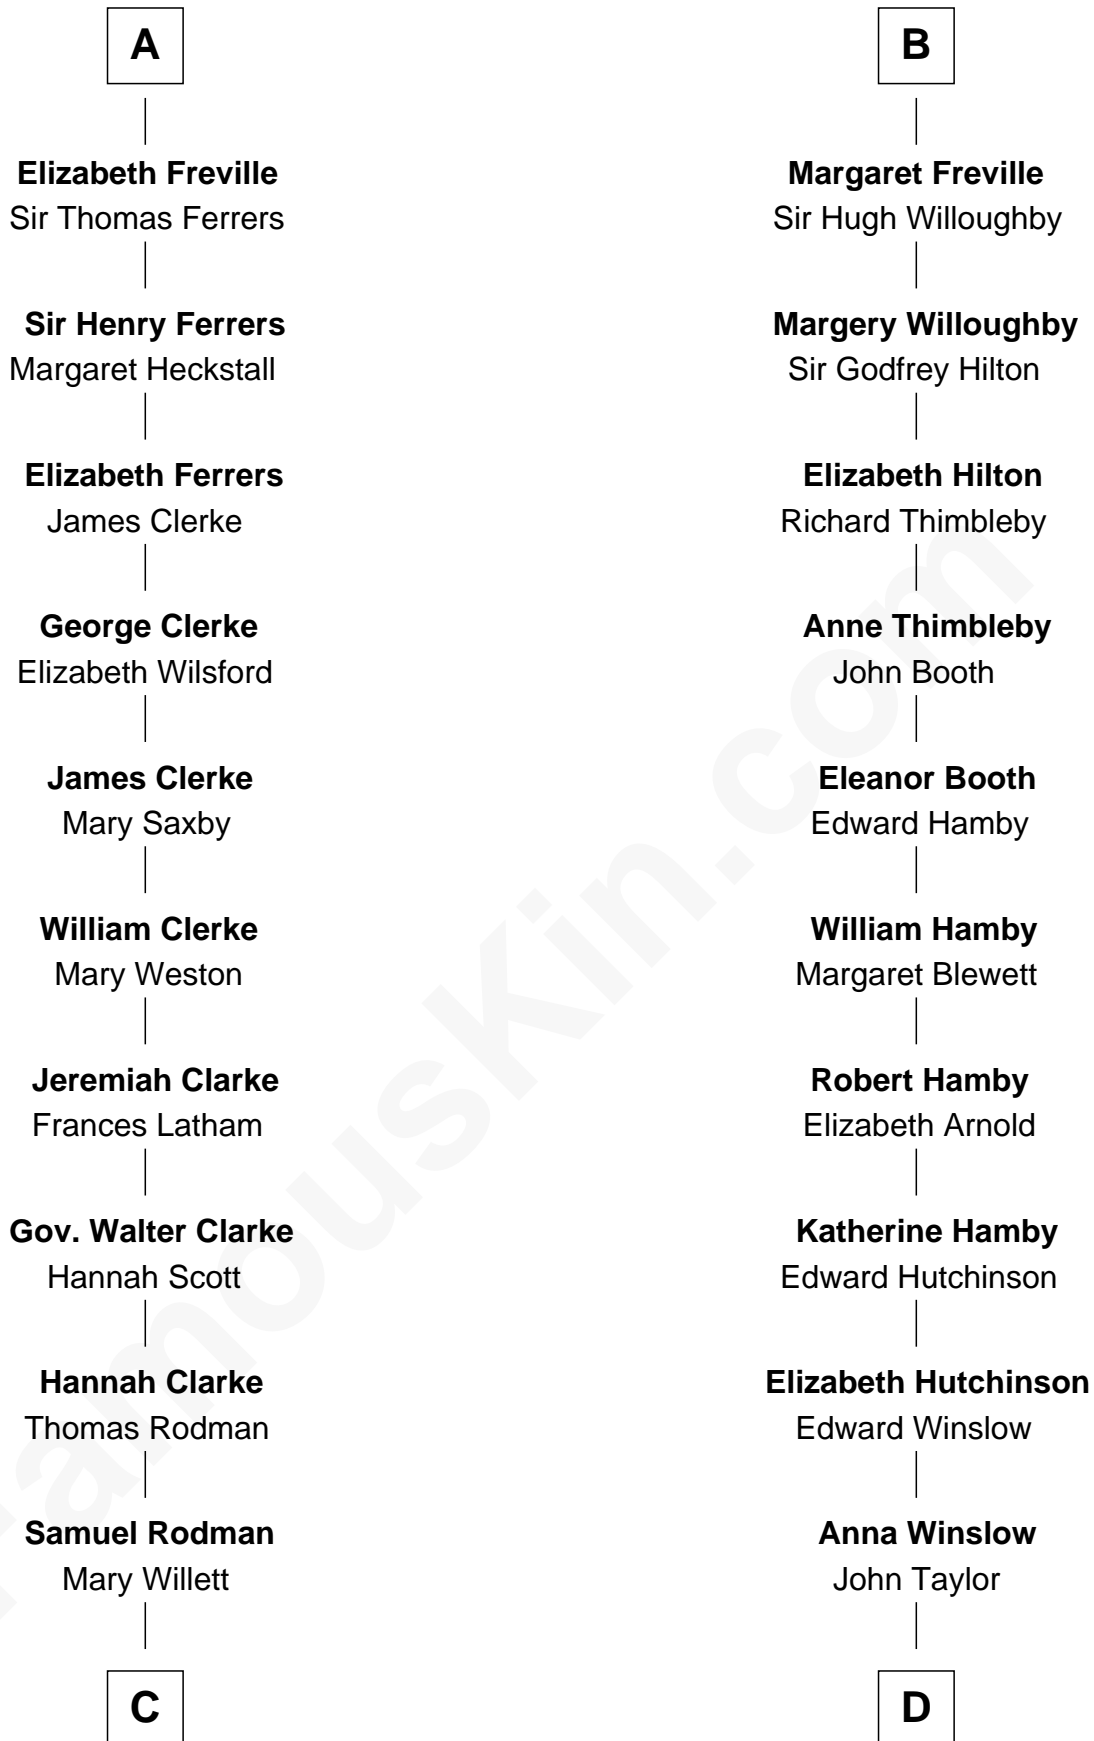 A
Elizabeth Freville
Sir Thomas Ferrers
Sir Henry Ferrers
Margaret Heckstall
Elizabeth Ferrers
James Clerke
George Clerke
Elizabeth Wilsford
James Clerke
Mary Saxby
William Clerke
Mary Weston
Jeremiah Clarke
Frances Latham
Gov. Walter Clarke
Hannah Scott
Hannah Clarke
Thomas Rodman
Samuel Rodman
Mary Willett
C
B
Margaret Freville
Sir Hugh Willoughby
Margery Willoughby
Sir Godfrey Hilton
Elizabeth Hilton
Richard Thimbleby
Anne Thimbleby
John Booth
Eleanor Booth
Edward Hamby
William Hamby
Margaret Blewett
Robert Hamby
Elizabeth Arnold
Katherine Hamby
Edward Hutchinson
Elizabeth Hutchinson
Edward Winslow
Anna Winslow
John Taylor
D
FamousKin.com